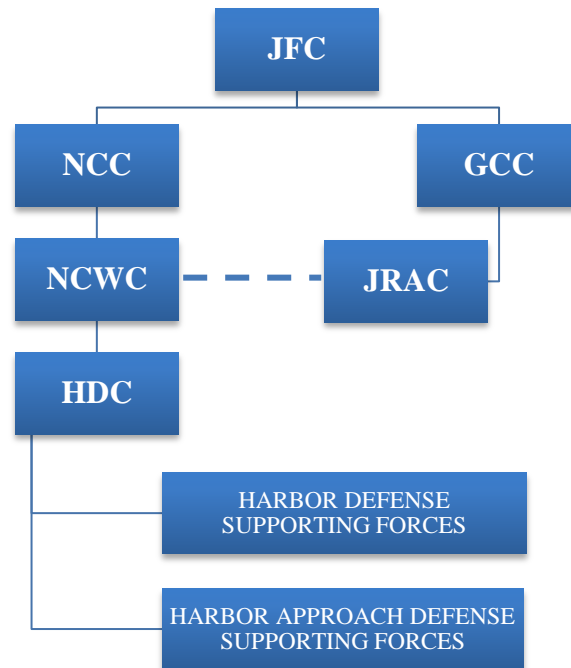 JFC
NCC
GCC
NCWC
JRAC
HDC
HARBOR DEFENSE
SUPPORTING FORCES
HARBOR APPROACH DEFENSE
SUPPORTING FORCES